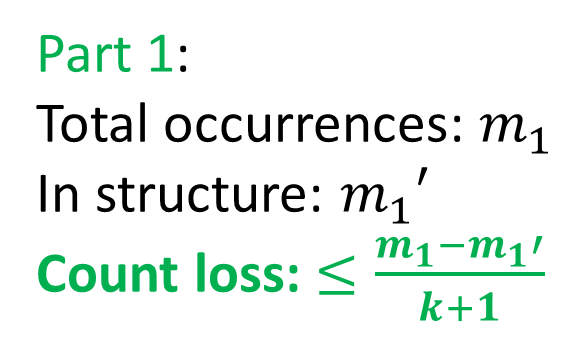 Part 1:
Total occurrences: m₁
In structure: m₁′
Count loss: ≤ (m₁−m₁′)/(k+1)